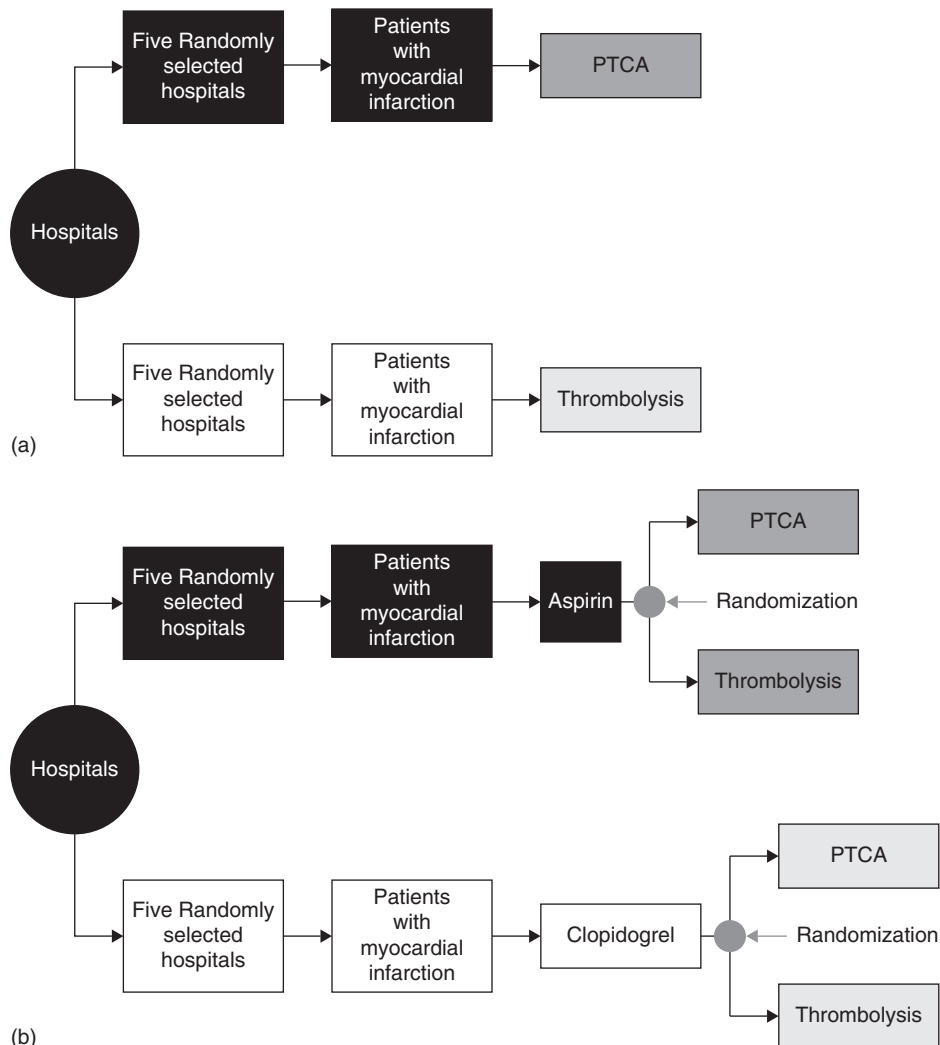 Five Randomly
selected
hospitals
Patients
with
myocardial
infarction
PTCA
Hospitals
Five Randomly
selected
hospitals
Patients
with
myocardial
infarction
Thrombolysis
(a)
Five Randomly
selected
hospitals
Patients
with
myocardial
infarction
Aspirin
PTCA
Randomization
Thrombolysis
Hospitals
Five Randomly
selected
hospitals
Patients
with
myocardial
infarction
Clopidogrel
PTCA
Randomization
Thrombolysis
(b)